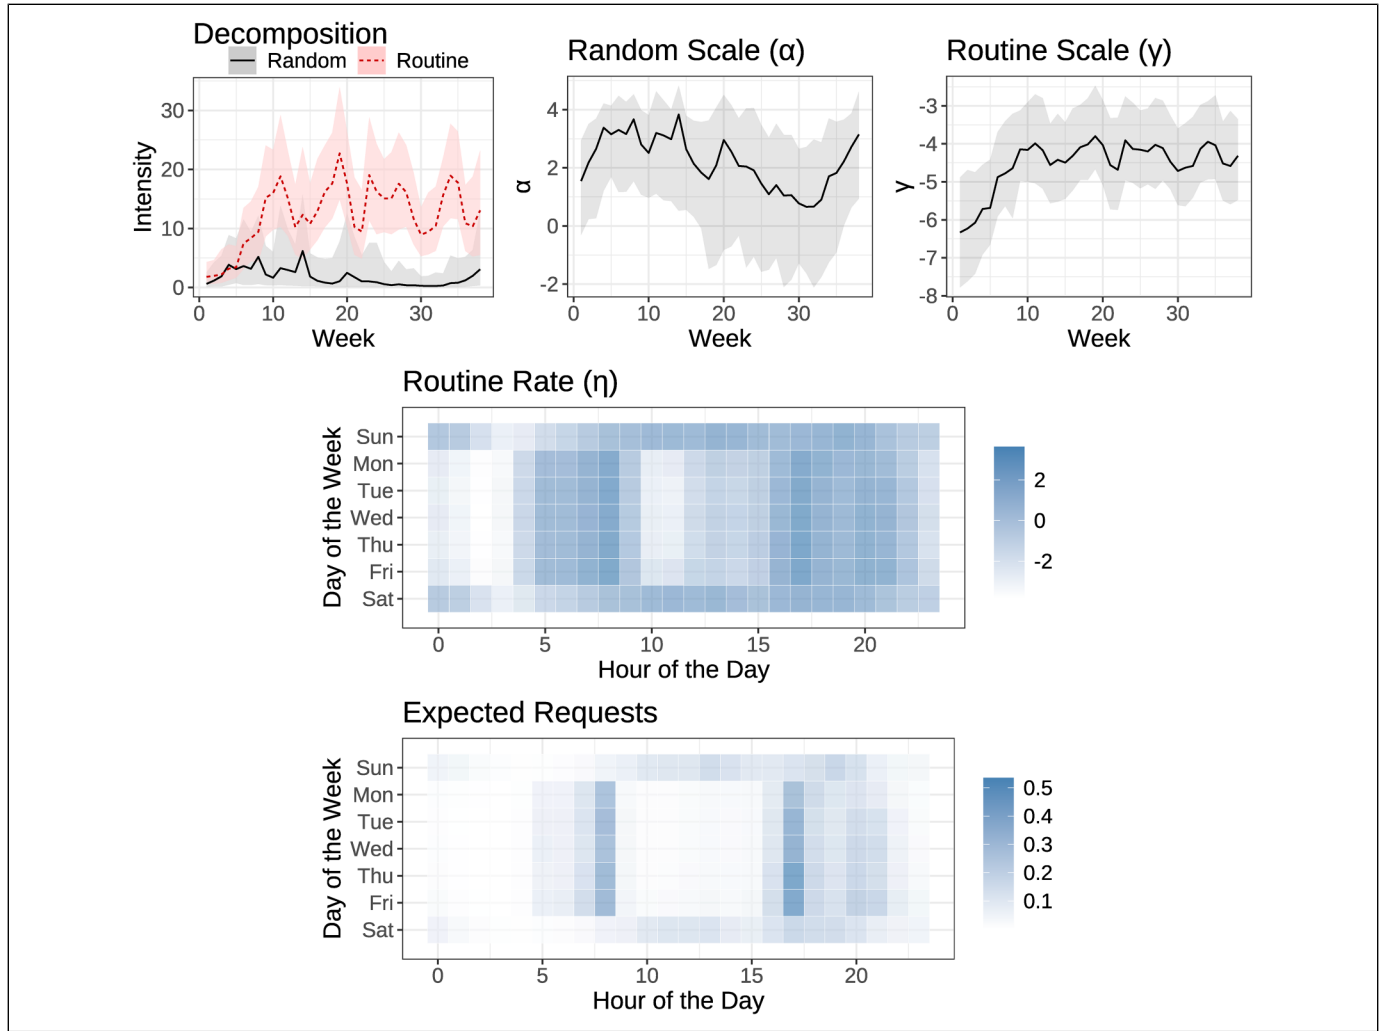 Decomposition
Random Routine
Intensity
30
20
10
0
0 10 20 30
Week
Random Scale (α)
α
4
2
0
-2
0 10 20 30
Week
Routine Scale (γ)
γ
-3
-4
-5
-6
-7
-8
0 10 20 30
Week
Routine Rate (η)
Day of the Week
Sun
Mon
Tue
Wed
Thu
Fri
Sat
0 5 10 15 20
Hour of the Day
2
0
-2
Expected Requests
Day of the Week
Sun
Mon
Tue
Wed
Thu
Fri
Sat
0 5 10 15 20
Hour of the Day
0.5
0.4
0.3
0.2
0.1